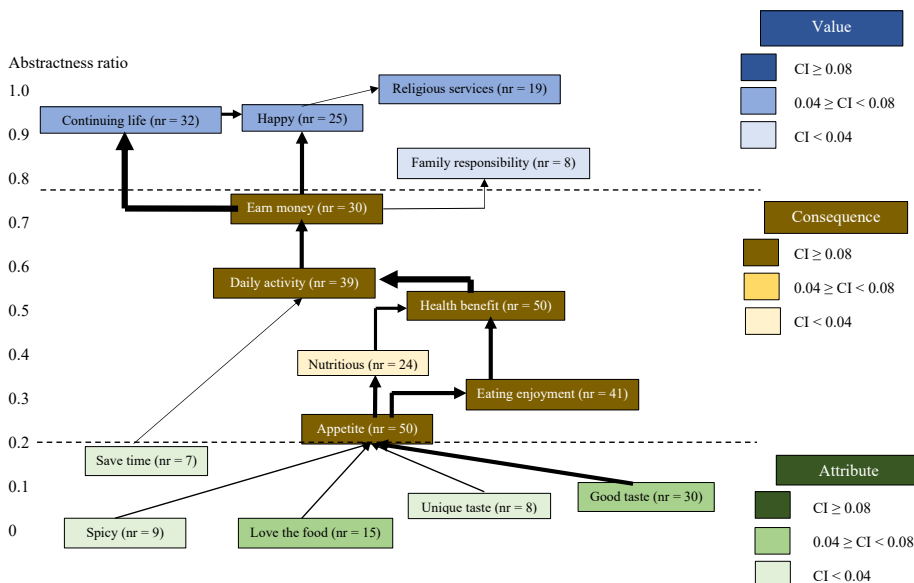 Value
Abstractness ratio
CI ≥ 0.08
1.0
Religious services (nr = 19)
0.04 ≥ CI < 0.08
Continuing life (nr = 32)
Happy (nr = 25)
0.9
CI < 0.04
Family responsibility (nr = 8)
0.8
Earn money (nr = 30)
0.7
Consequence
CI ≥ 0.08
0.6
Daily activity (nr = 39)
0.04 ≥ CI < 0.08
0.5
Health benefit (nr = 50)
CI < 0.04
0.4
Nutritious (nr = 24)
0.3
Eating enjoyment (nr = 41)
Appetite (nr = 50)
0.2
Save time (nr = 7)
Attribute
0.1
Good taste (nr = 30)
Unique taste (nr = 8)
CI ≥ 0.08
0
Spicy (nr = 9)
Love the food (nr = 15)
0.04 ≥ CI < 0.08
CI < 0.04